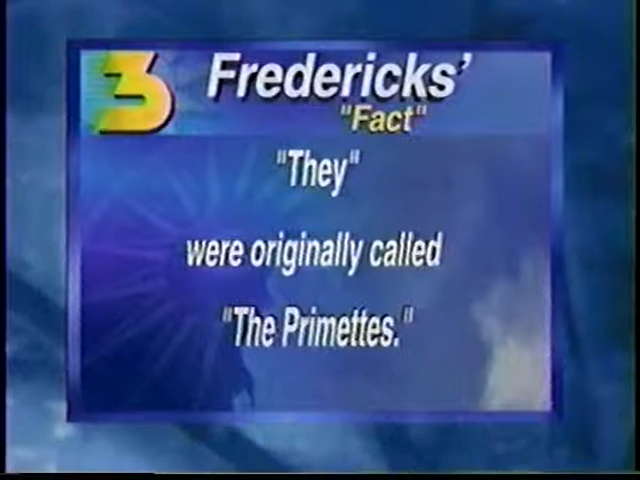 3 Fredericks'
"Fact"
"They"
were originally called
"The Primettes."